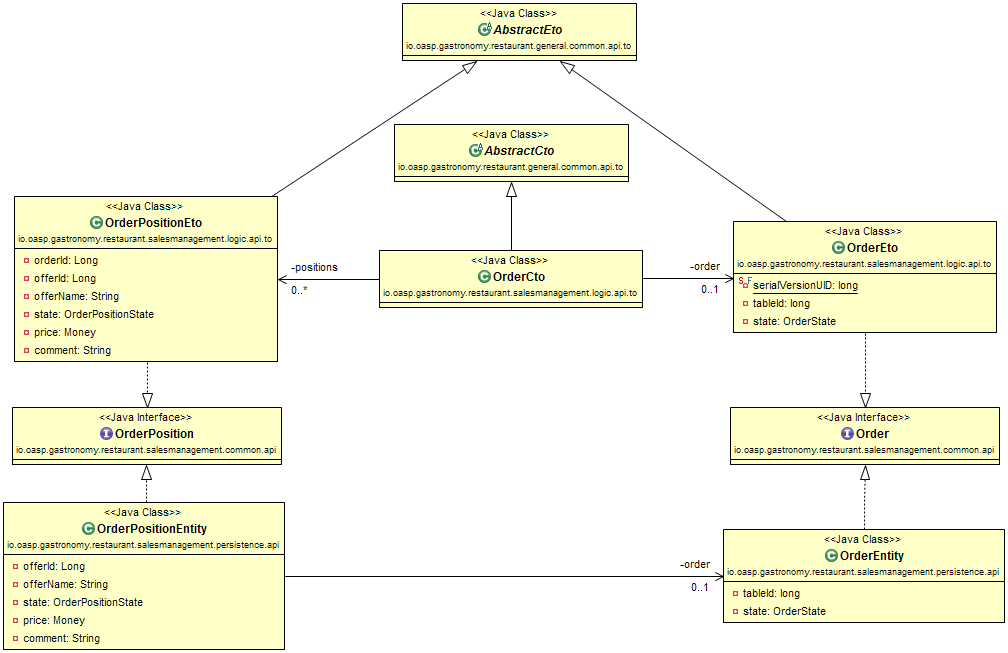 <<Java Class>>
AbstractEto
io.oasp.gastronomy.restaurant.general.common.api.to
<<Java Class>>
AbstractCto
io.oasp.gastronomy.restaurant.general.common.api.to
<<Java Class>>
OrderPositionEto
io.oasp.gastronomy.restaurant.salesmanagement.logic.api.to
orderId: Long
offerId: Long
offerName: String
state: OrderPositionState
price: Money
comment: String
-positions
0..*
<<Java Class>>
OrderCto
io.oasp.gastronomy.restaurant.salesmanagement.logic.api.to
-order
0..1
<<Java Class>>
OrderEto
io.oasp.gastronomy.restaurant.salesmanagement.logic.api.to
S F serialVersionUID: long
tableId: long
state: OrderState
<<Java Interface>>
OrderPosition
io.oasp.gastronomy.restaurant.salesmanagement.common.api
<<Java Interface>>
Order
io.oasp.gastronomy.restaurant.salesmanagement.common.api
<<Java Class>>
OrderPositionEntity
io.oasp.gastronomy.restaurant.salesmanagement.persistence.api
offerId: Long
offerName: String
state: OrderPositionState
price: Money
comment: String
-order
0..1
<<Java Class>>
OrderEntity
io.oasp.gastronomy.restaurant.salesmanagement.persistence.api
tableId: long
state: OrderState